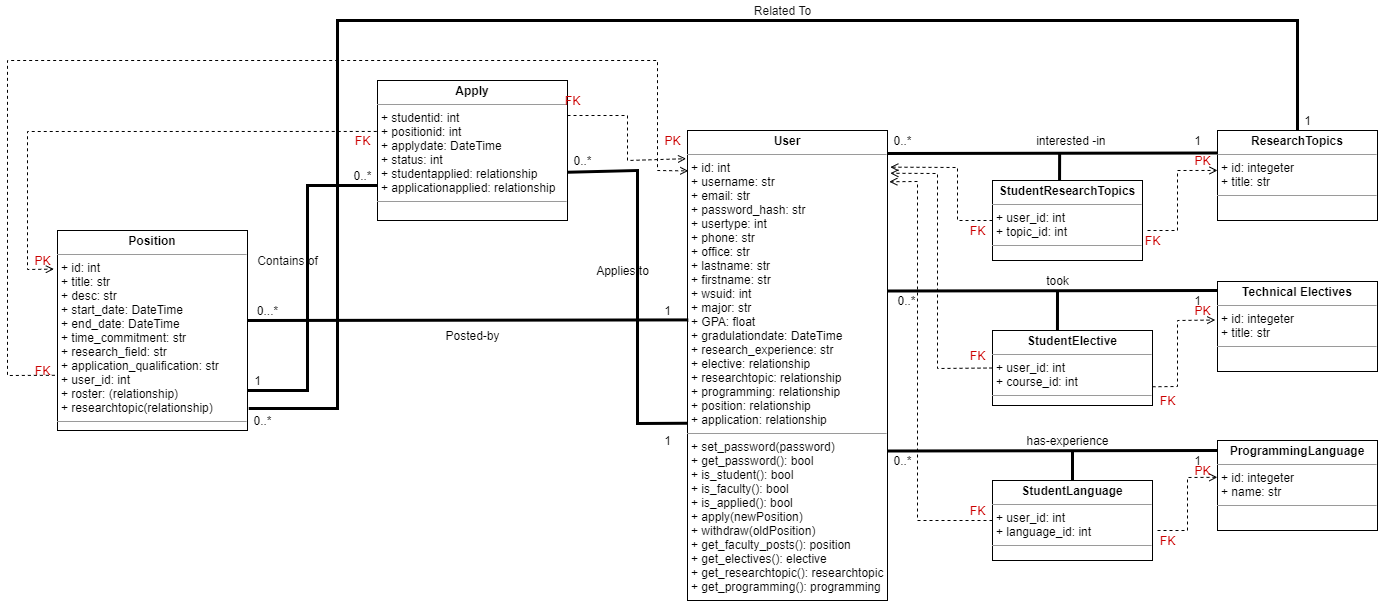 Related To
Apply
+ studentid: int
+ positionid: int
+ applydate: DateTime
+ status: int
+ studentapplied: relationship
+ applicationapplied: relationship
FK
FK
0..*
0..*
Position
+ id: int
+ title: str
+ desc: str
+ start_date: DateTime
+ end_date: DateTime
+ time_commitment: str
+ research_field: str
+ application_qualification: str
+ user_id: int
+ roster: (relationship)
+ researchtopic(relationship)
PK
FK
Contains of
0...*
1
0..*
Posted-by
Applies to
1
1
PK
User
+ id: int
+ username: str
+ email: str
+ password_hash: str
+ usertype: int
+ phone: str
+ office: str
+ lastname: str
+ firstname: str
+ wsuid: int
+ major: str
+ GPA: float
+ gradulationdate: DateTime
+ research_experience: str
+ elective: relationship
+ researchtopic: relationship
+ programming: relationship
+ position: relationship
+ application: relationship
+ set_password(password)
+ get_password(): bool
+ is_student(): bool
+ is_faculty(): bool
+ is_applied(): bool
+ apply(newPosition)
+ withdraw(oldPosition)
+ get_faculty_posts(): position
+ get_electives(): elective
+ get_researchtopic(): researchtopic
+ get_programming(): programming
0..*
interested -in
1
1
PK
StudentResearchTopics
+ user_id: int
+ topic_id: int
FK
FK
ResearchTopics
+ id: integeter
+ title: str
took
0..*
1
PK
StudentElective
+ user_id: int
+ course_id: int
FK
FK
Technical Electives
+ id: integeter
+ title: str
has-experience
0..*
1
PK
StudentLanguage
+ user_id: int
+ language_id: int
FK
FK
ProgrammingLanguage
+ id: integeter
+ name: str